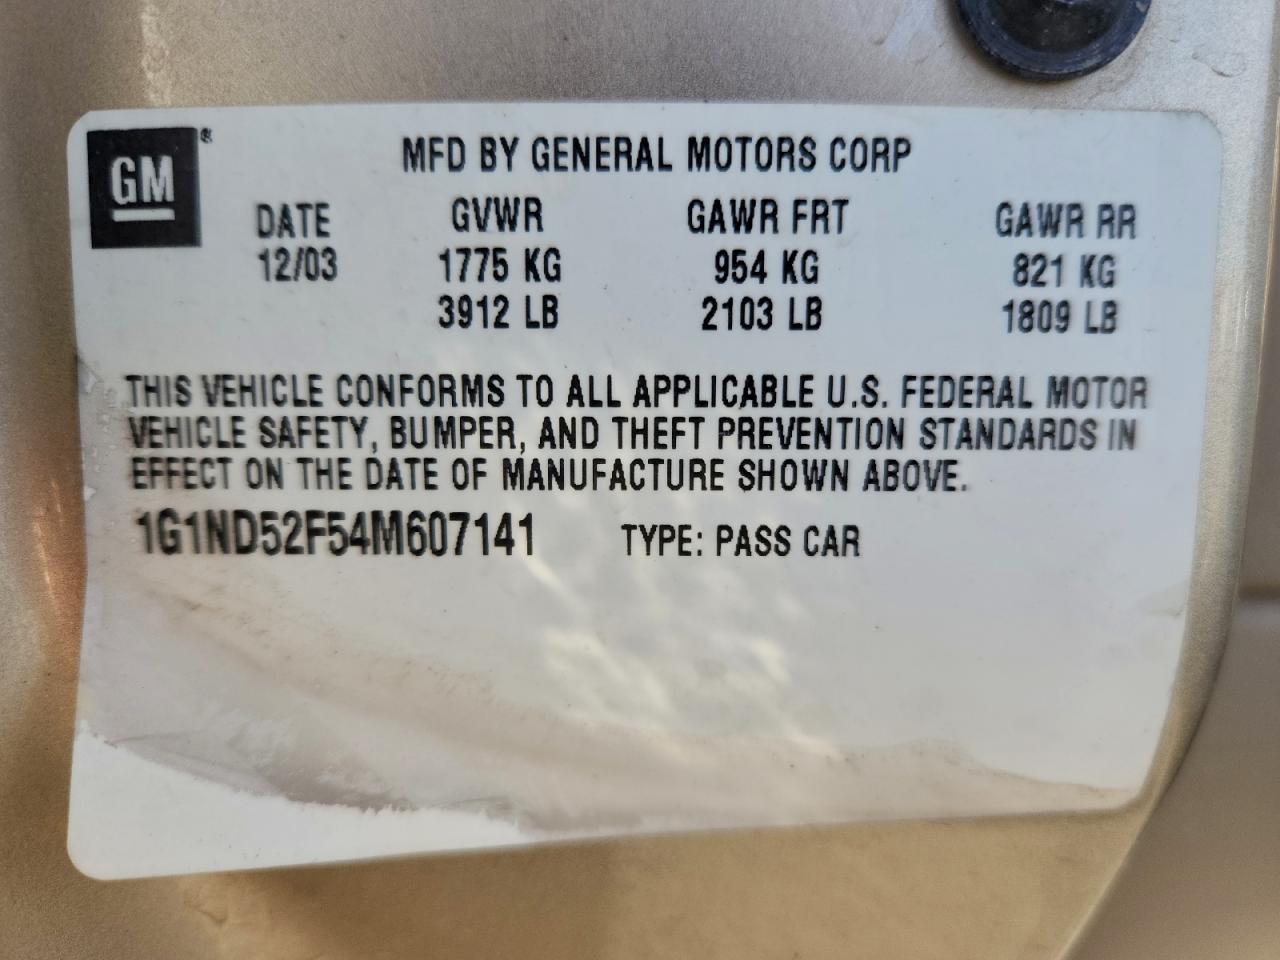 GM ®
MFD BY GENERAL MOTORS CORP
DATE GVWR GAWR FRT GAWR RR
12/03 1775 KG 954 KG 821 KG
3912 LB 2103 LB 1809 LB
THIS VEHICLE CONFORMS TO ALL APPLICABLE U.S. FEDERAL MOTOR
VEHICLE SAFETY, BUMPER, AND THEFT PREVENTION STANDARDS IN
EFFECT ON THE DATE OF MANUFACTURE SHOWN ABOVE.
1G1ND52F54M607141 TYPE: PASS CAR